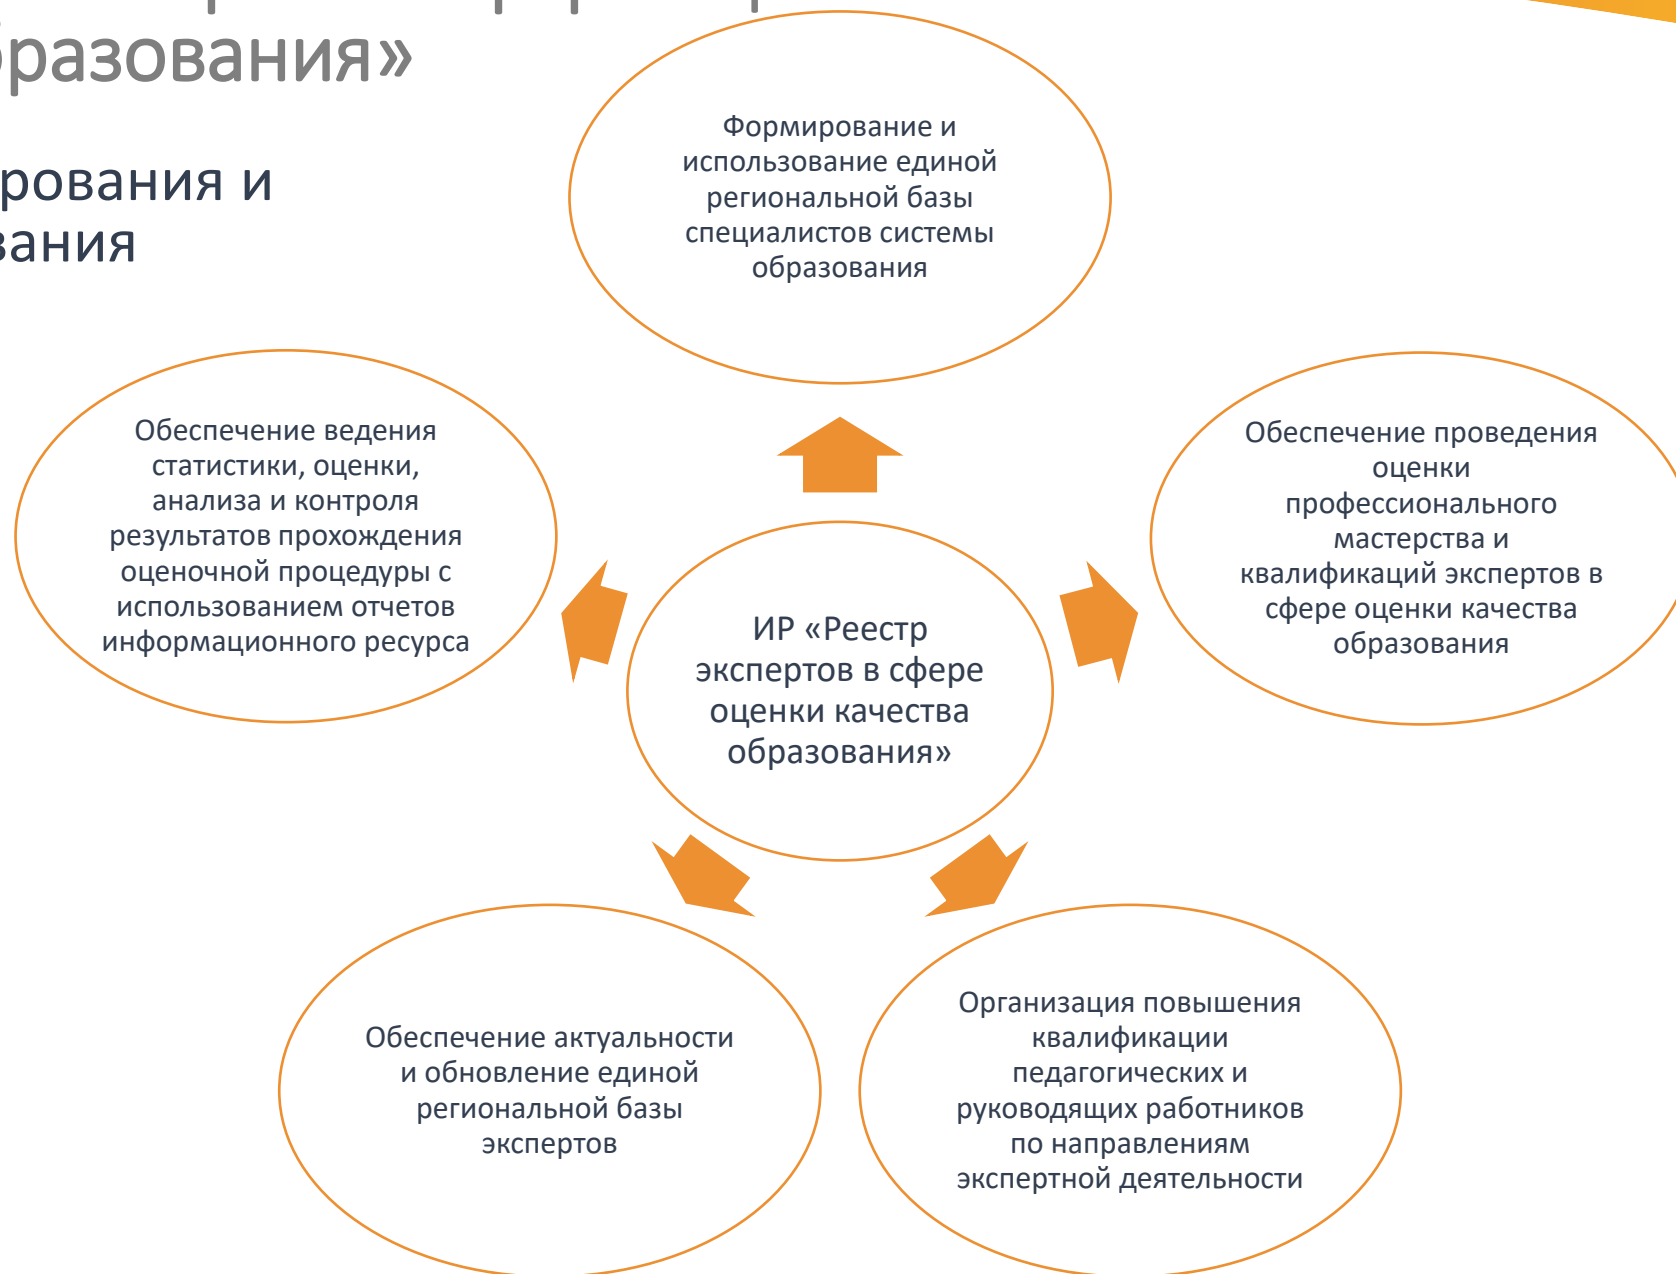 бразования»
рования и
вания
Формирование и
использование единой
региональной базы
специалистов системы
образования
Обеспечение ведения
статистики, оценки,
анализа и контроля
результатов прохождения
оценочной процедуры с
использованием отчетов
информационного ресурса
Обеспечение проведения
оценки
профессионального
мастерства и
квалификаций экспертов в
сфере оценки качества
образования
ИР «Реестр
экспертов в сфере
оценки качества
образования»
Обеспечение актуальности
и обновление единой
региональной базы
экспертов
Организация повышения
квалификации
педагогических и
руководящих работников
по направлениям
экспертной деятельности